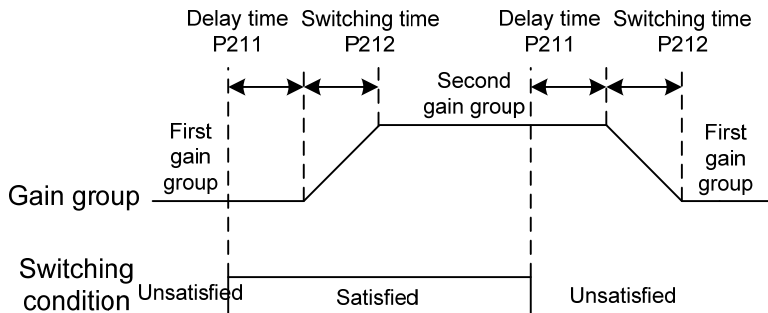 Delay time
P211
Switching time
P212
Delay time
P211
Switching time
P212
Second
gain group
First
gain
group
First
gain
group
Gain group
Switching
condition
Unsatisfied
Satisfied
Unsatisfied